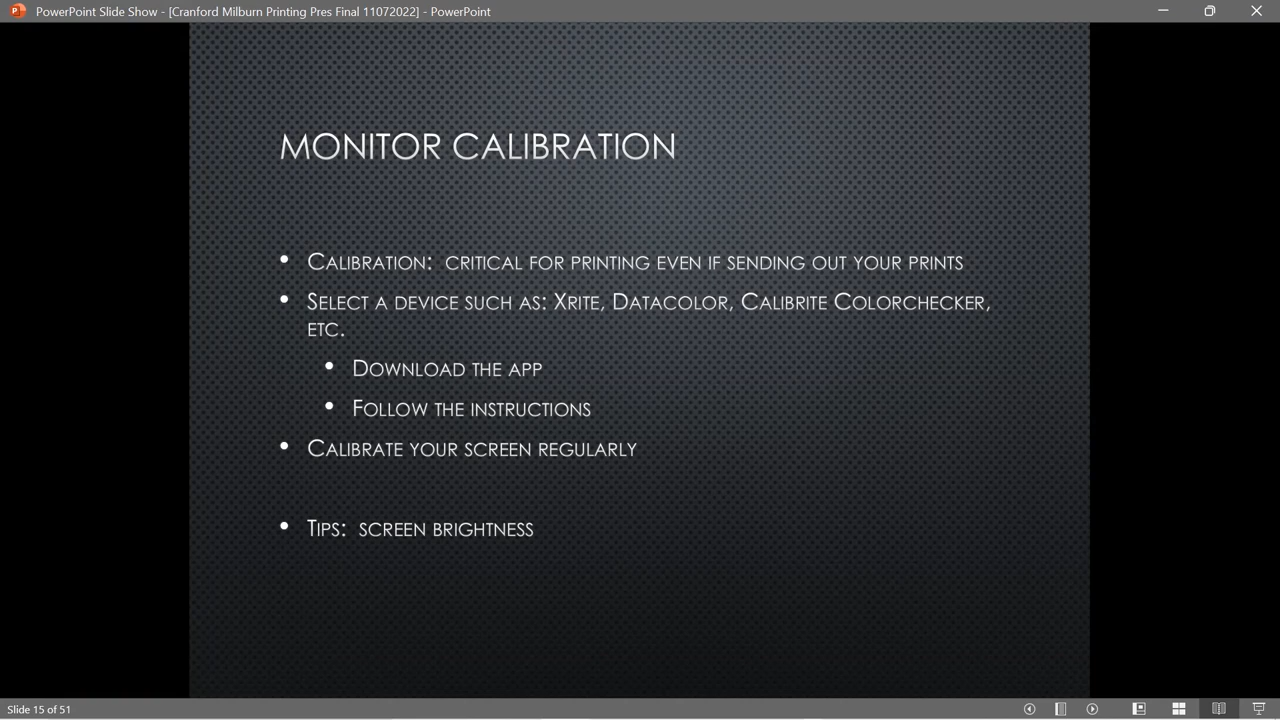 PowerPoint Slide Show - [Cranford Milburn Printing Pres Final 11072022] - PowerPoint
MONITOR CALIBRATION
• CALIBRATION: CRITICAL FOR PRINTING EVEN IF SENDING OUT YOUR PRINTS
• SELECT A DEVICE SUCH AS: XRITE, DATACOLOR, CALIBRITE COLORCHECKER,
ETC.
• DOWNLOAD THE APP
• FOLLOW THE INSTRUCTIONS
• CALIBRATE YOUR SCREEN REGULARLY
• TIPS: SCREEN BRIGHTNESS
Slide 15 of 51